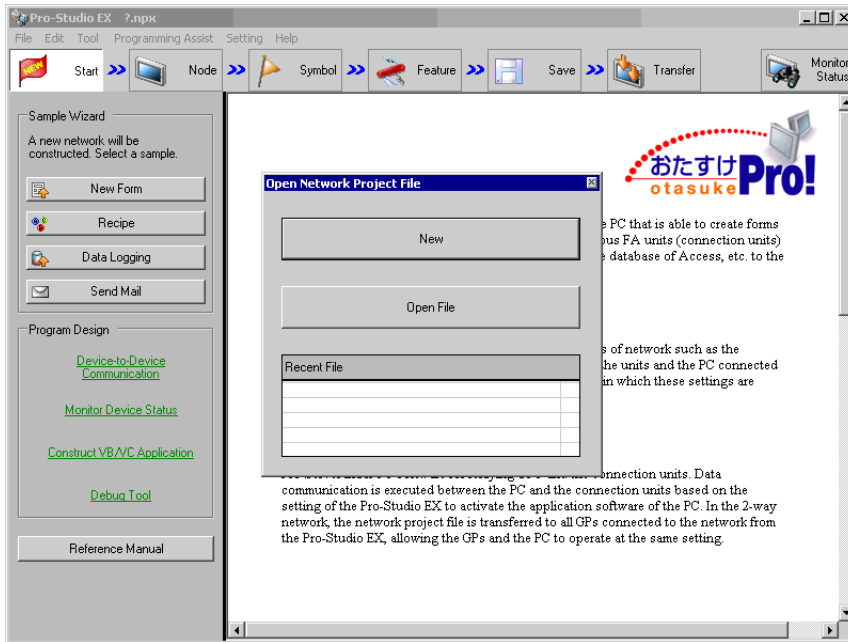 Pro-Studio EX ?.npx
File Edit Tool Programming Assist Setting Help
Start Node Symbol Feature Save Transfer Monitor Status
NEW
Sample Wizard
A new network will be
constructed. Select a sample.
New Form
Recipe
Data Logging
Send Mail
Program Design
Device-to-Device
Communication
Monitor Device Status
Construct VB/VC Application
Debug Tool
Reference Manual
おたすけ Pro!
otasuke
Open Network Project File
New
Open File
Recent File
PC that is able to create forms
FA units (connection units)
database of Access, etc. to the
of network such as the
units and the PC connected
in which these settings are
connection units. Data
communication is executed between the PC and the connection units based on the
setting of the Pro-Studio EX to activate the application software of the PC. In the 2-way
network, the network project file is transferred to all GPs connected to the network from
the Pro-Studio EX, allowing the GPs and the PC to operate at the same setting.